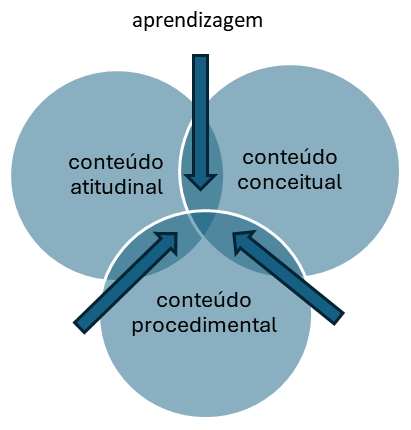 aprendizagem
conteúdo
atitudinal
conteúdo
conceitual
conteúdo
procedimental